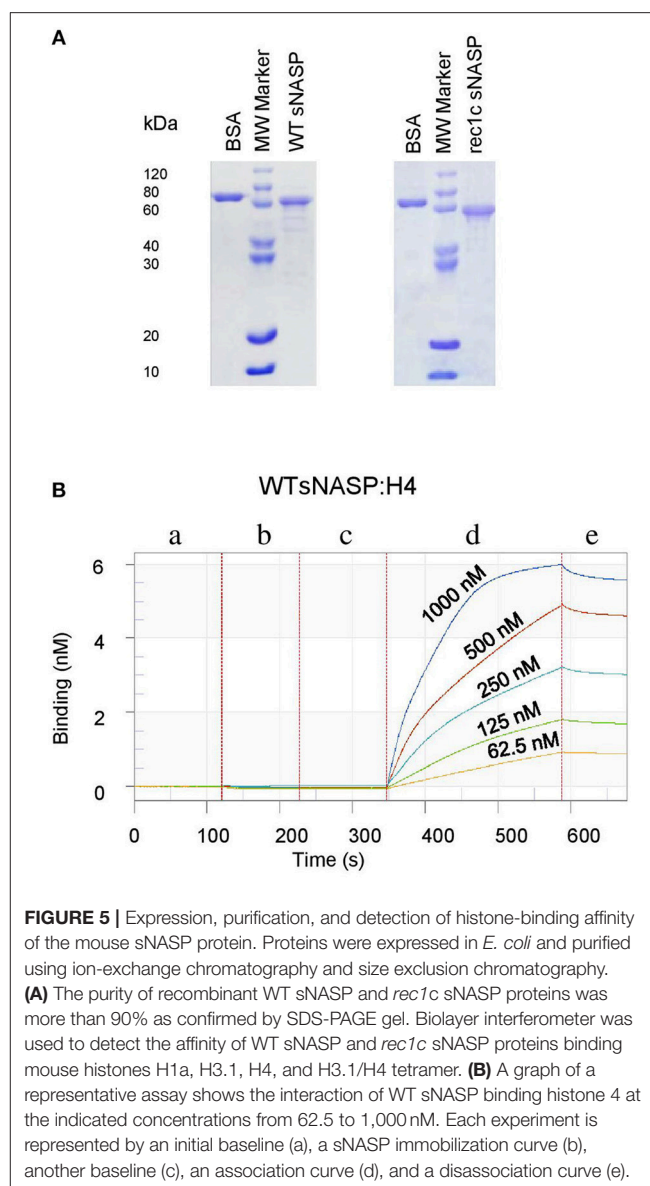 A
kDa
BSA
MW Marker
WT sNASP
BSA
MW Marker
rec1c sNASP
120
80
60
40
30
20
10
B
WTsNASP:H4
a b c d e
6
4
2
0
Binding (nM)
1000 nM
500 nM
250 nM
125 nM
62.5 nM
0 100 200 300 400 500 600
Time (s)
FIGURE 5 | Expression, purification, and detection of histone-binding affinity
of the mouse sNASP protein. Proteins were expressed in E. coli and purified
using ion-exchange chromatography and size exclusion chromatography.
(A) The purity of recombinant WT sNASP and rec1c sNASP proteins was
more than 90% as confirmed by SDS-PAGE gel. Biolayer interferometer was
used to detect the affinity of WT sNASP and rec1c sNASP proteins binding
mouse histones H1a, H3.1, H4, and H3.1/H4 tetramer. (B) A graph of a
representative assay shows the interaction of WT sNASP binding histone 4 at
the indicated concentrations from 62.5 to 1,000 nM. Each experiment is
represented by an initial baseline (a), a sNASP immobilization curve (b),
another baseline (c), an association curve (d), and a disassociation curve (e).